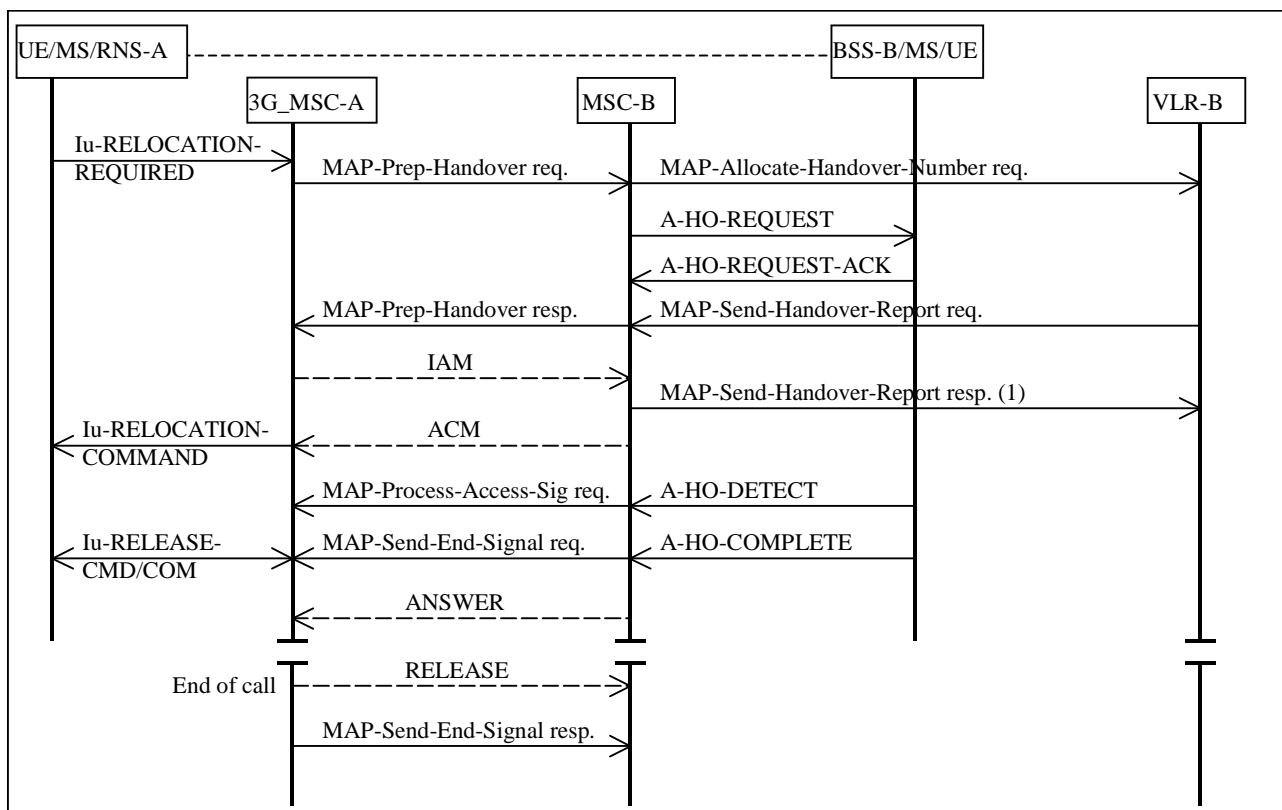 UE/MS/RNS-A
BSS-B/MS/UE
3G_MSC-A
MSC-B
VLR-B
Iu-RELOCATION-
REQUIRED
MAP-Prep-Handover req.
MAP-Allocate-Handover-Number req.
A-HO-REQUEST
A-HO-REQUEST-ACK
MAP-Prep-Handover resp.
MAP-Send-Handover-Report req.
IAM
MAP-Send-Handover-Report resp. (1)
Iu-RELOCATION-
COMMAND
ACM
MAP-Process-Access-Sig req.
A-HO-DETECT
Iu-RELEASE-
CMD/COM
MAP-Send-End-Signal req.
A-HO-COMPLETE
ANSWER
End of call
RELEASE
MAP-Send-End-Signal resp.